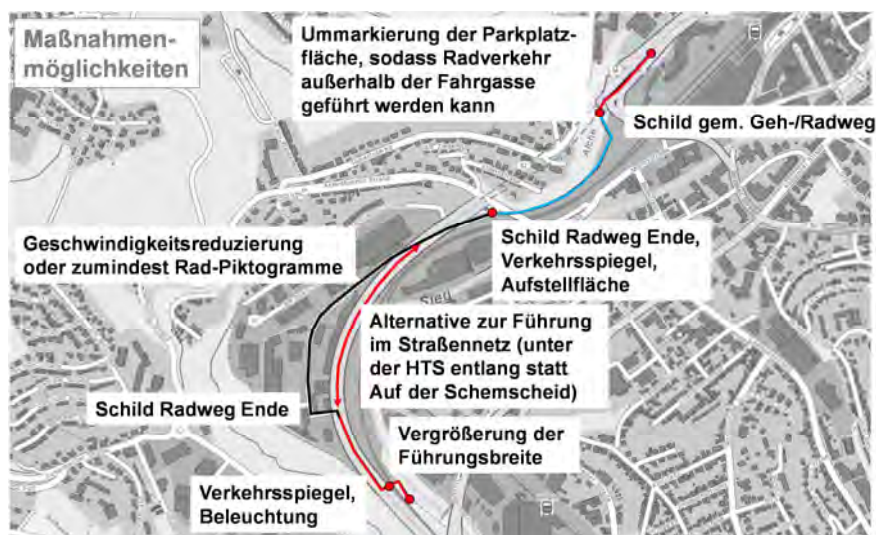 Maßnahmen-
möglichkeiten
Ummarkierung der Parkplatz-
fläche, sodass Radverkehr
außerhalb der Fahrgasse
geführt werden kann
Schild gem. Geh-/Radweg
Alche
Geschwindigkeitsreduzierung
oder zumindest Rad-Piktogramme
Schild Radweg Ende,
Verkehrsspiegel,
Aufstellfläche
Sieg
Alternative zur Führung
im Straßennetz (unter
der HTS entlang statt
Auf der Schemscheid)
Schild Radweg Ende
Vergrößerung der
Führungsbreite
Verkehrsspiegel,
Beleuchtung